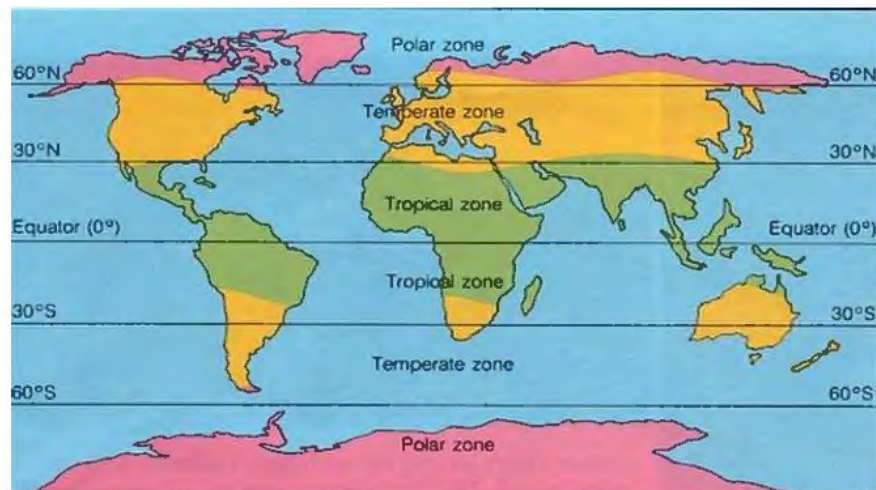 Polar zone
60°N 60°N
Temperate zone
30°N 30°N
Tropical zone
Equator (0°) Equator (0°)
Tropical zone
30°S 30°S
Temperate zone
60°S 60°S
Polar zone